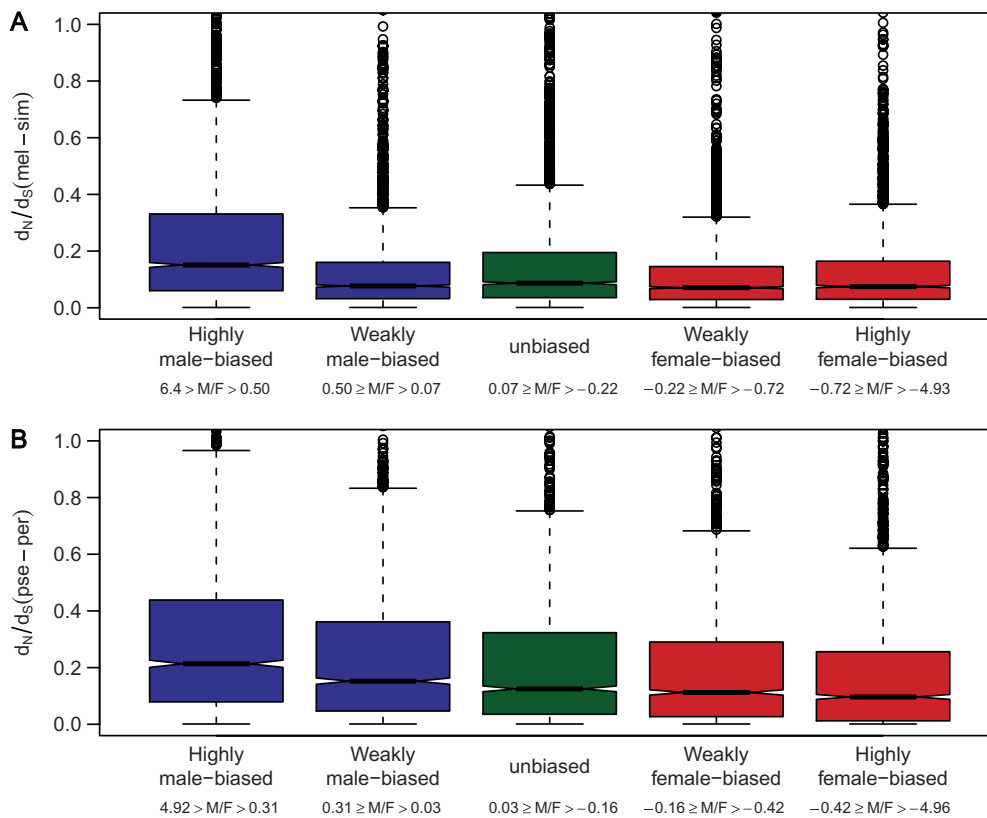 A
1.0
0.8
0.6
0.4
0.2
0.0
dN/dS(mel−sim)
Highly male−biased
Weakly male−biased
unbiased
Weakly female−biased
Highly female−biased
6.4 > M/F > 0.50
0.50 ≥ M/F > 0.07
0.07 ≥ M/F > −0.22
−0.22 ≥ M/F > −0.72
−0.72 ≥ M/F > −4.93
B
1.0
0.8
0.6
0.4
0.2
0.0
dN/dS(pse−per)
Highly male−biased
Weakly male−biased
unbiased
Weakly female−biased
Highly female−biased
4.92 > M/F > 0.31
0.31 ≥ M/F > 0.03
0.03 ≥ M/F > −0.16
−0.16 ≥ M/F > −0.42
−0.42 ≥ M/F > −4.96